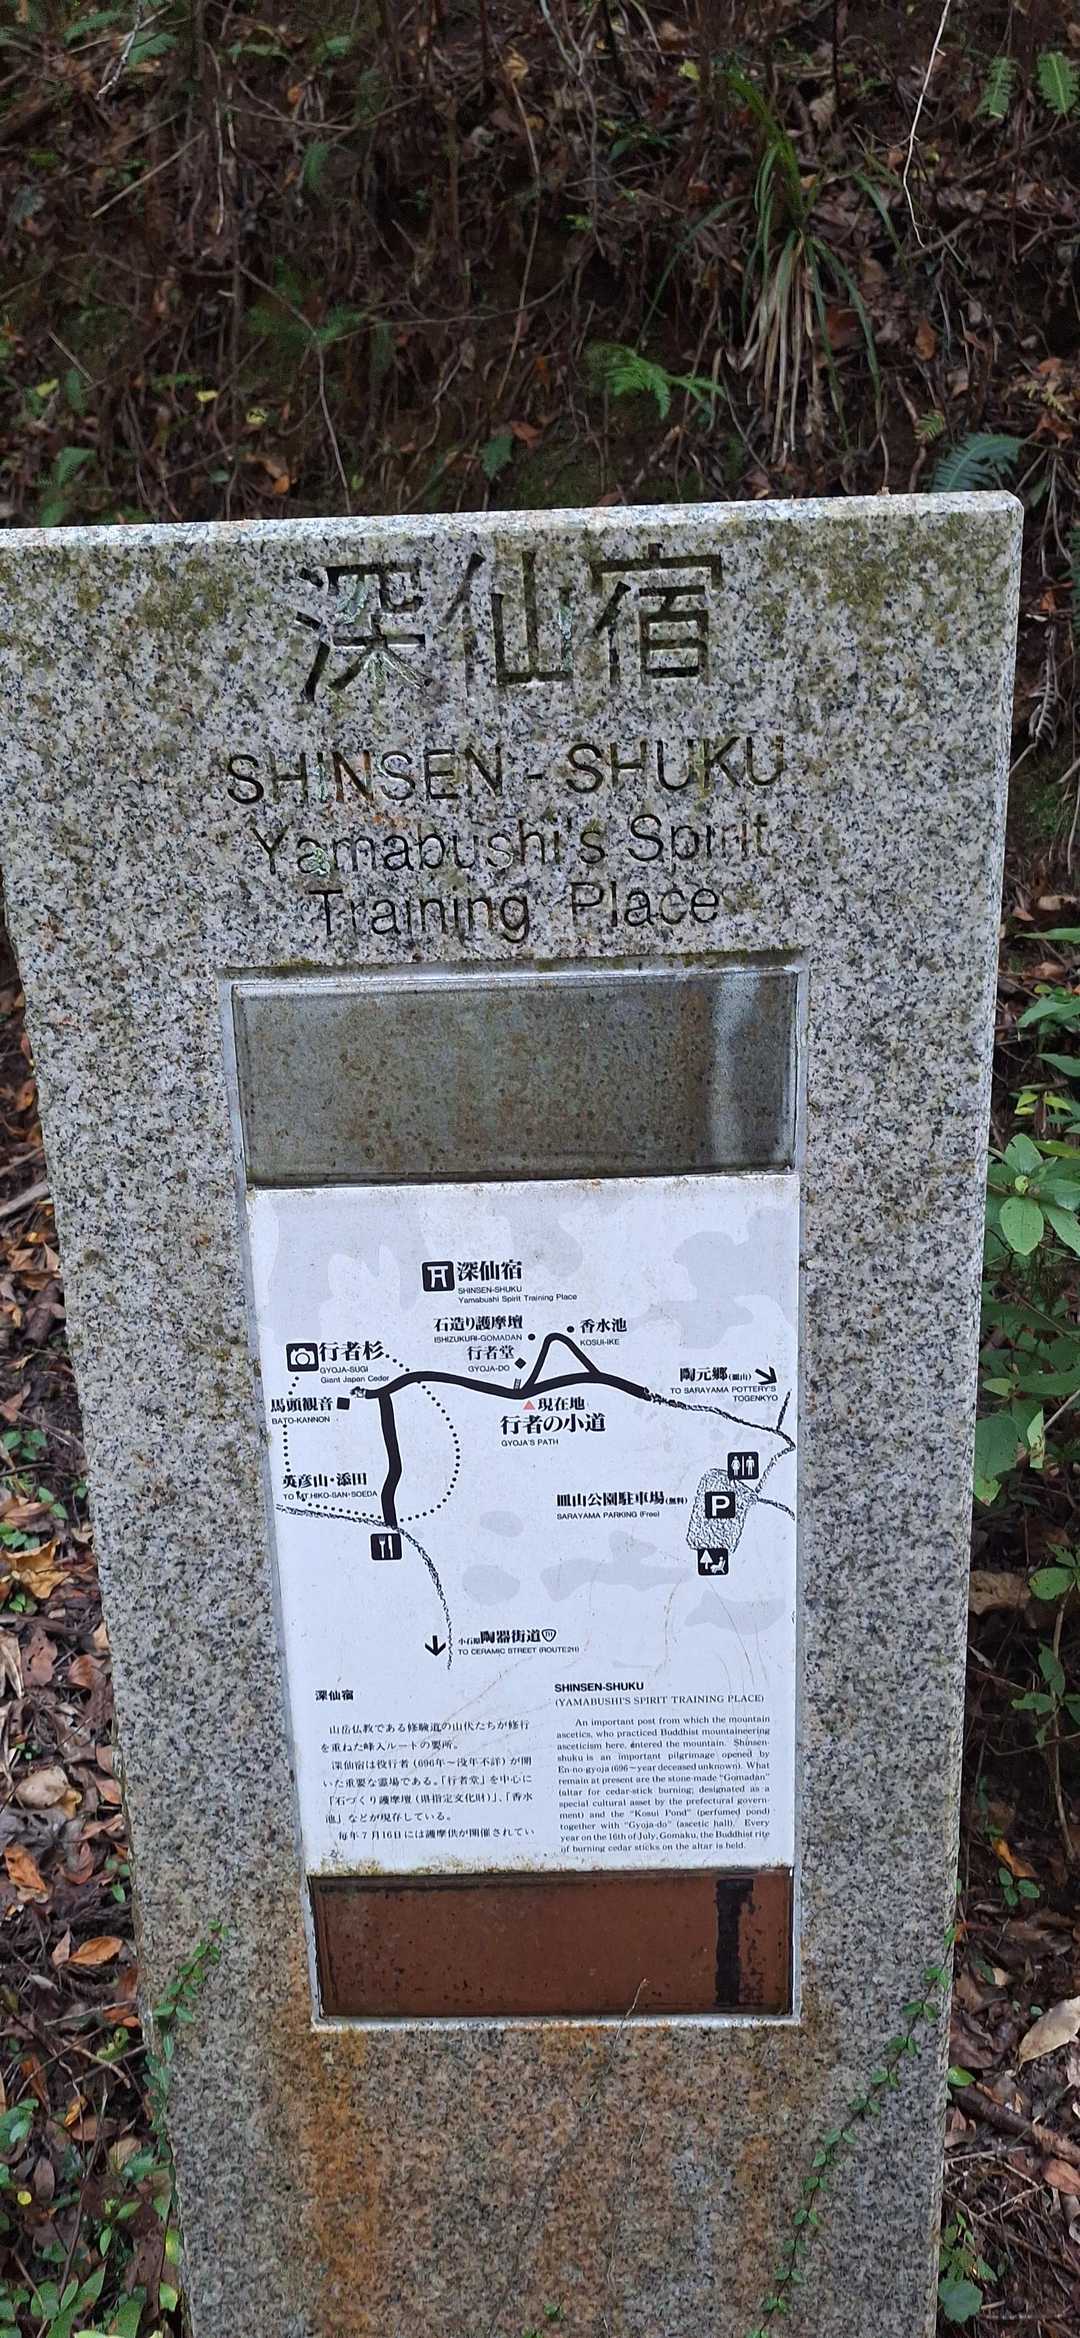 深仙宿
SHINSEN - SHUKU
Yamabushi's Spirit
Training Place
深仙宿
SHINSEN-SHUKU
Yamabushi Spirit Training Place
石造り護摩壇
ISHIZUKURI-GOMADAN
香水池
KOSUI-IKE
行者杉
GYOJA-SUGI
Giant Japan Ceder
行者堂
GYOJA-DO
馬頭観音
BATO-KANNON
現在地
行者の小道
GYOJA'S PATH
陶元郷(皿山)
TO SARAYAMA POTTERY'S
TOGENKYO
英彦山・添田
TO MT.HIKO-SAN・SOEDA
皿山公園駐車場(無料)
SARAYAMA PARKING (Free)
P
小石原陶器街道
TO CERAMIC STREET (ROUTE211)
深仙宿
山岳仏教である修験道の山伏たちが修行
を重ねた峰入ルートの要所。
深仙宿は役行者（696年～没年不詳）が開
いた重要な霊場である。「行者堂」を中心に
「石づくり護摩壇（県指定文化財）」、「香水
池」などが現存している。
毎年7月16日には護摩供が開催されてい
る。
SHINSEN-SHUKU
(YAMABUSHI'S SPIRIT TRAINING PLACE)
An important post from which the mountain
ascetics, who practiced Buddhist mountaineering
asceticism here, entered the mountain. Shinsen-
shuku is an important pilgrimage opened by
En-no-gyoja (696～year deceased unknown). What
remain at present are the stone-made "Gomadan"
(altar for cedar-stick burning; designated as a
special cultural asset by the prefectural govern-
ment) and the "Kosui Pond" (perfumed pond)
together with "Gyoja-do" (ascetic hall). Every
year on the 16th of July, Gomaku, the Buddhist rite
of burning cedar sticks on the altar is held.